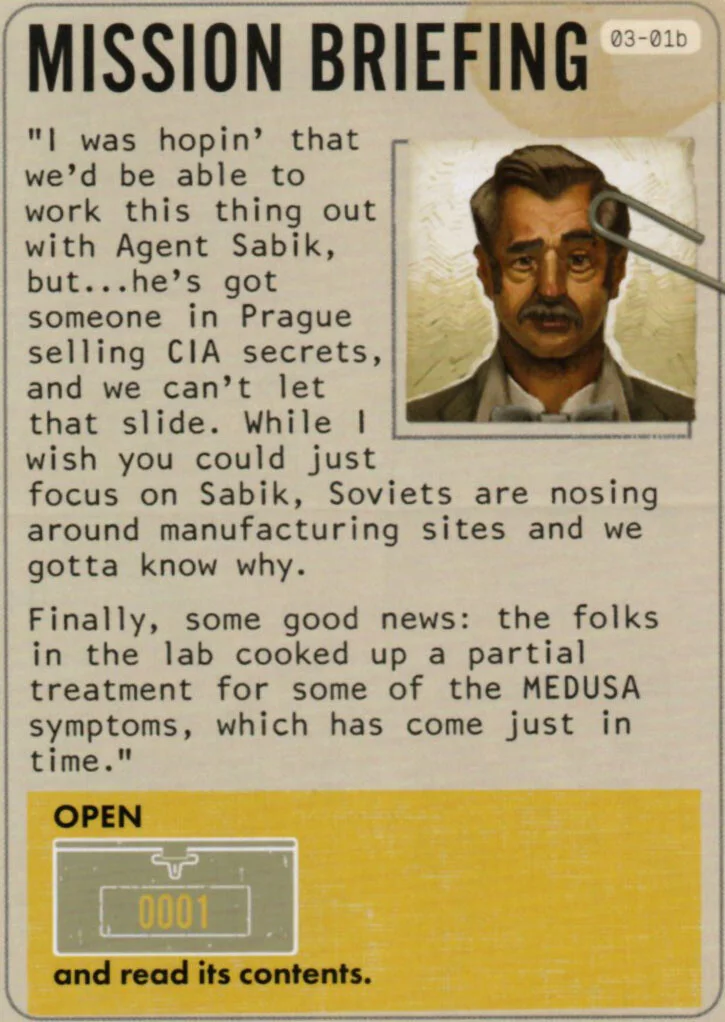 MISSION BRIEFING
03-01b
"I was hopin' that
we'd be able to
work this thing out
with Agent Sabik,
but...he's got
someone in Prague
selling CIA secrets,
and we can't let
that slide. While I
wish you could just
focus on Sabik, Soviets are nosing
around manufacturing sites and we
gotta know why.
Finally, some good news: the folks
in the lab cooked up a partial
treatment for some of the MEDUSA
symptoms, which has come just in
time."
OPEN
0001
and read its contents.